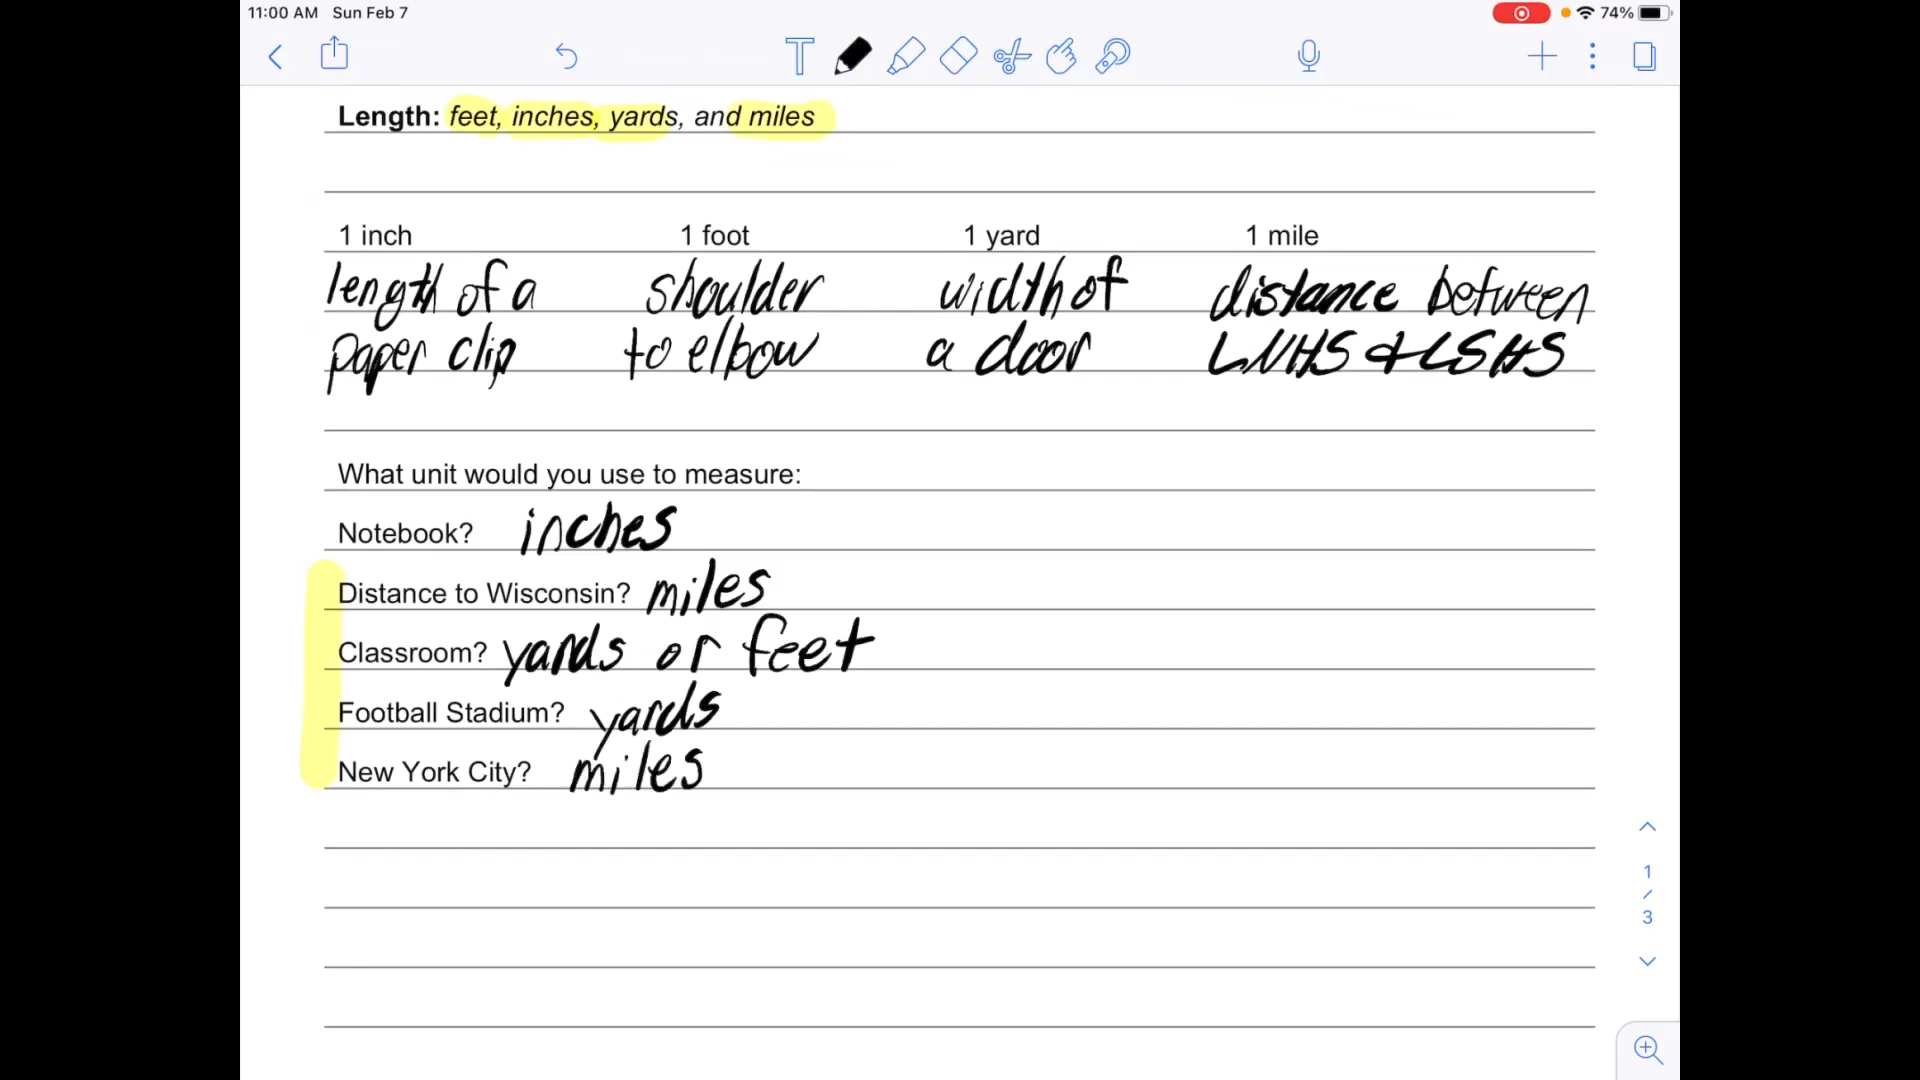 11:00 AM Sun Feb 7 74%
T
Length: feet, inches, yards, and miles
1 inch 1 foot 1 yard 1 mile
length of a shoulder width of distance between
paper clip to elbow a door LNHS & LSHS
What unit would you use to measure:
Notebook? inches
Distance to Wisconsin? miles
Classroom? yards or feet
Football Stadium? yards
New York City? miles
1
/
3